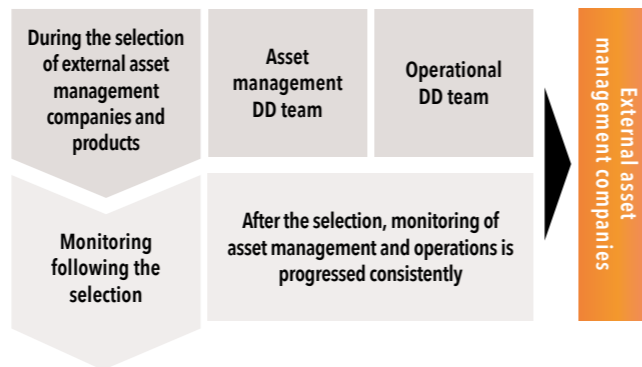 During the selection
of external asset
management
companies and
products
Asset
management
DD team
Operational
DD team
Monitoring
following the
selection
After the selection, monitoring of
asset management and operations is
progressed consistently
External asset
management companies